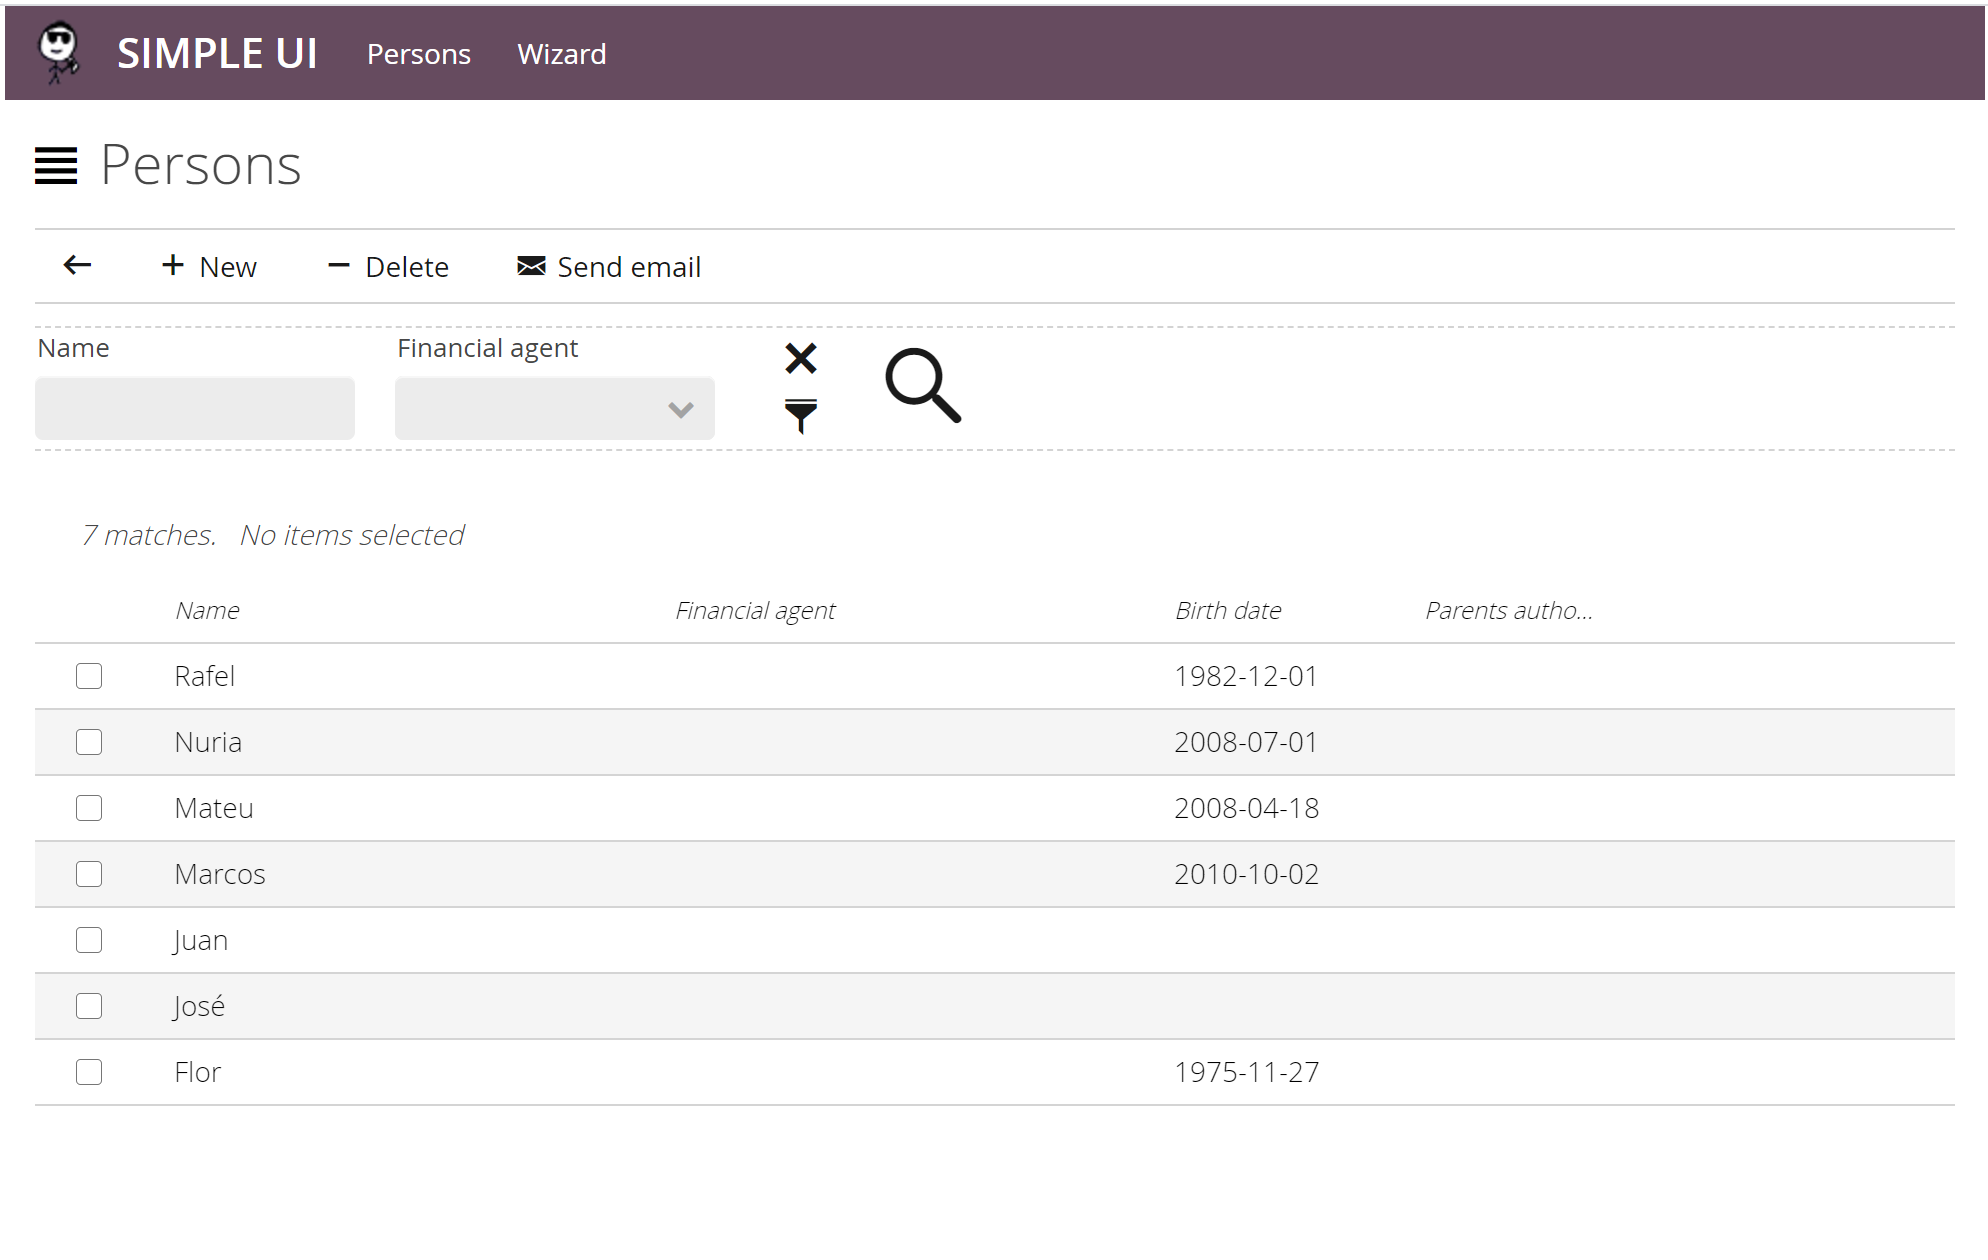 SIMPLE UI Persons Wizard
Persons
New Delete Send email
Name Financial agent
7 matches. No items selected
Name Financial agent Birth date Parents autho...
Rafel 1982-12-01
Nuria 2008-07-01
Mateu 2008-04-18
Marcos 2010-10-02
Juan
José
Flor 1975-11-27